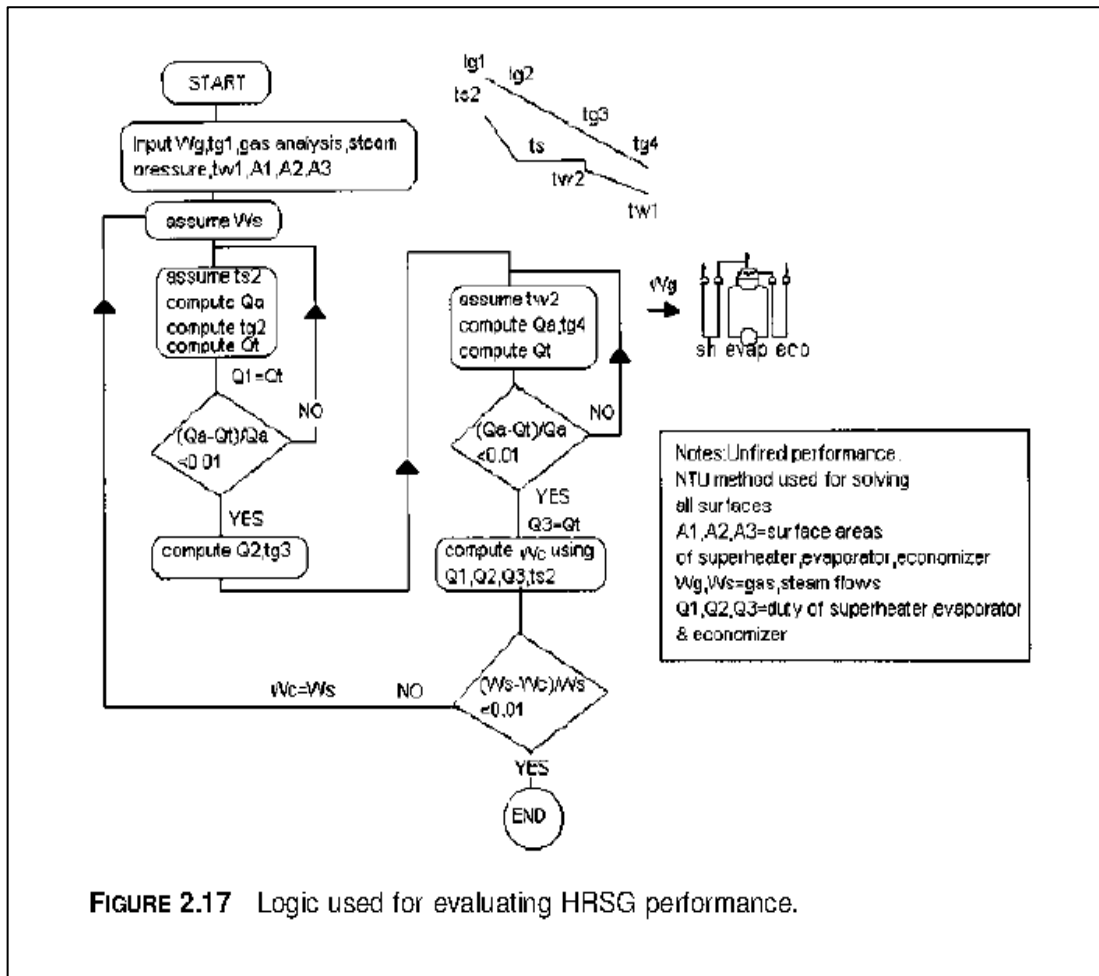 START
Input Wg,tg1,gas analysis,steam
pressure,tw1,A1,A2,A3
assume Ws
assume ts2
compute Qa
compute tg2
compute Qt
Q1=Qt
(Qa-Qt)/Qa
<0.01
NO
YES
compute Q2,tg3
tg1
tg2
ts2
tg3
ts
tg4
tw2
tw1
assume tw2
compute Qa,tg4
compute Qt
NO
(Qa-Qt)/Qa
<0.01
YES
Q3=Qt
compute Wc using
Q1,Q2,Q3,ts2
Wc=Ws
NO
(Ws-Wc)/Ws
<0.01
YES
END
Wg
sh evap eco
Notes:Unfired performance.
NTU method used for solving
all surfaces
A1,A2,A3=surface areas
of superheater,evaporator,economizer
Wg,Ws=gas,steam flows
Q1,Q2,Q3=duty of superheater,evaporator
& economizer
FIGURE 2.17 Logic used for evaluating HRSG performance.